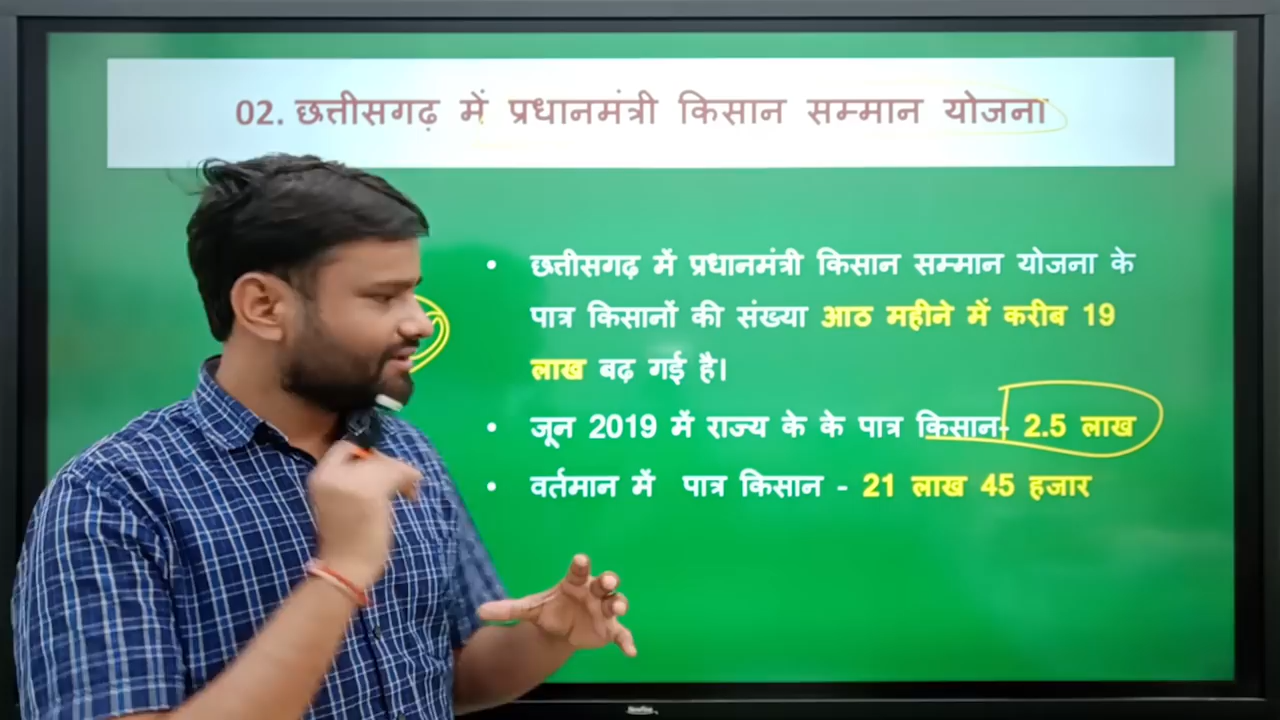 02. छत्तीसगढ़ में प्रधानमंत्री किसान सम्मान योजना
• छत्तीसगढ़ में प्रधानमंत्री किसान सम्मान योजना के
पात्र किसानों की संख्या आठ महीने में करीब 19
लाख बढ़ गई है।
• जून 2019 में राज्य के के पात्र किसान- 2.5 लाख
• वर्तमान में पात्र किसान - 21 लाख 45 हजार